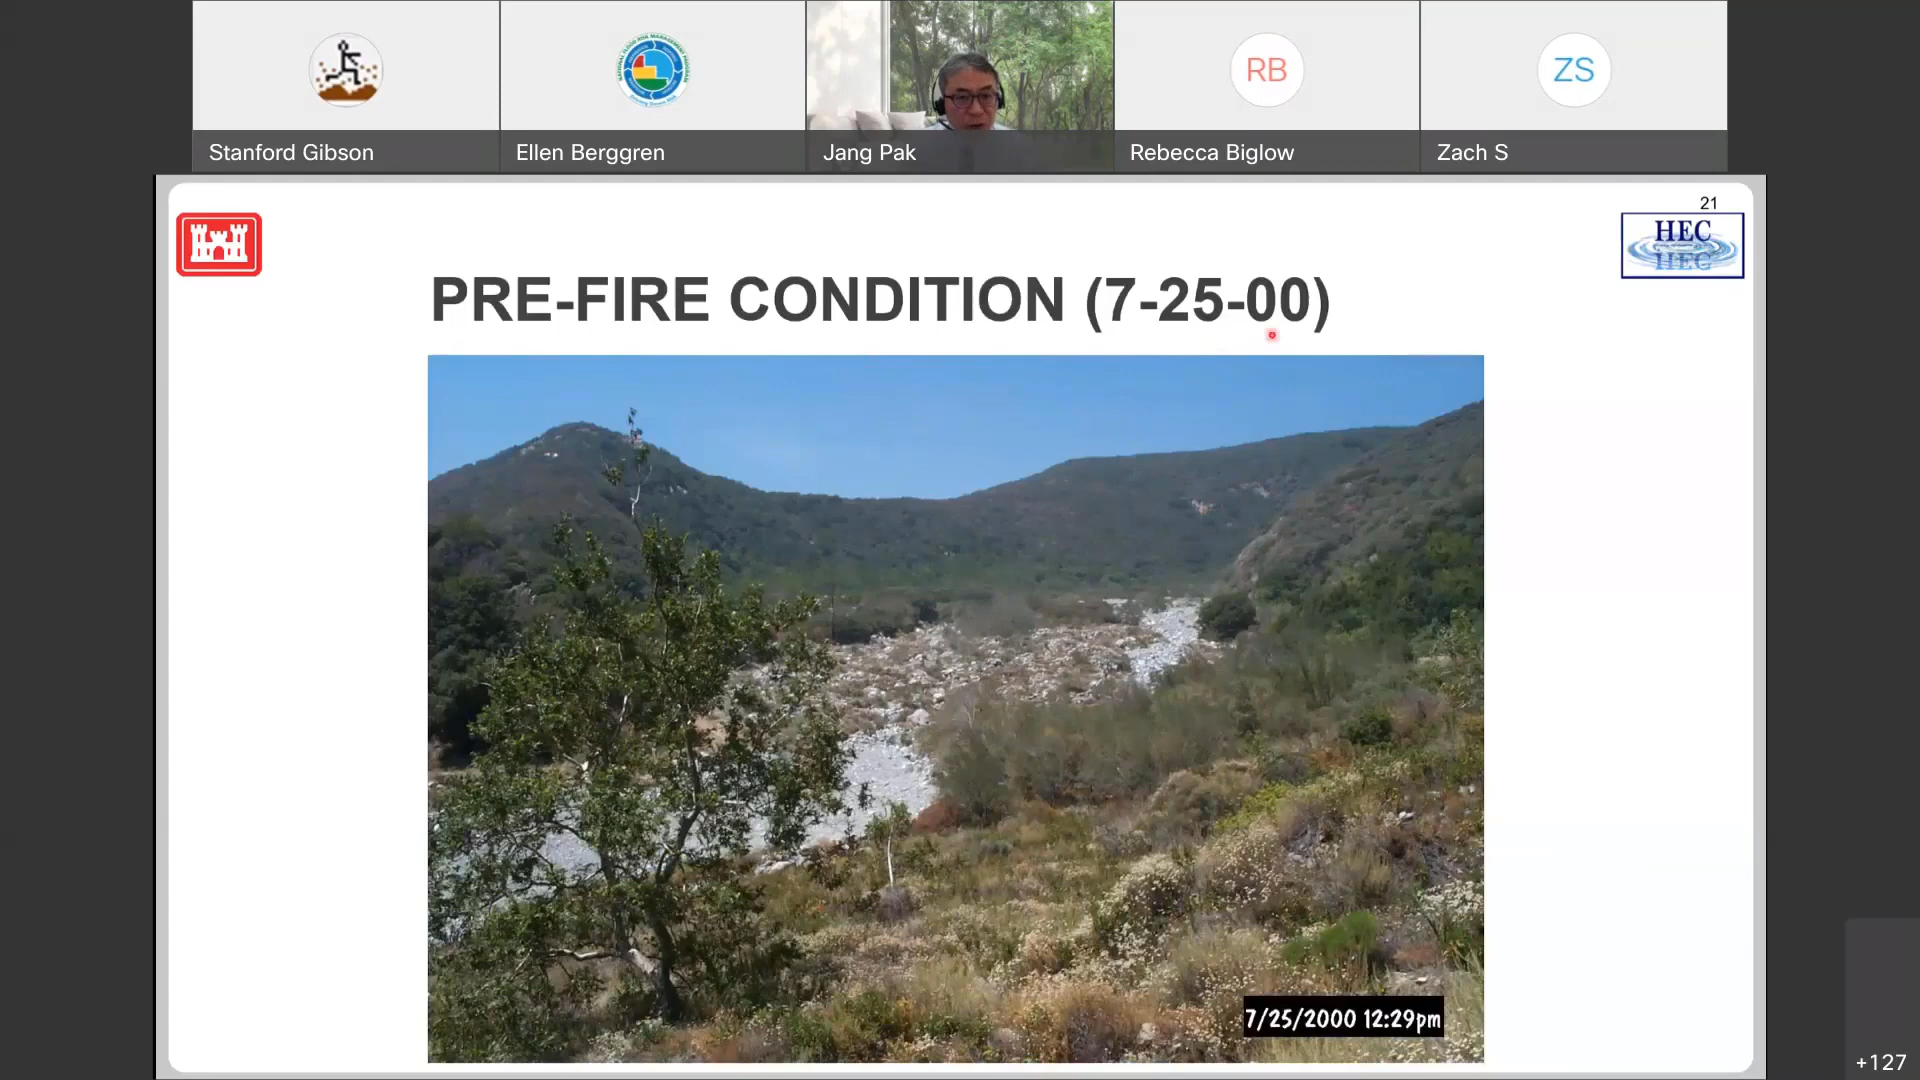 RB
ZS
Stanford Gibson
Ellen Berggren
Jang Pak
Rebecca Biglow
Zach S
21
HEC
PRE-FIRE CONDITION (7-25-00)
7/25/2000 12:29pm
+127